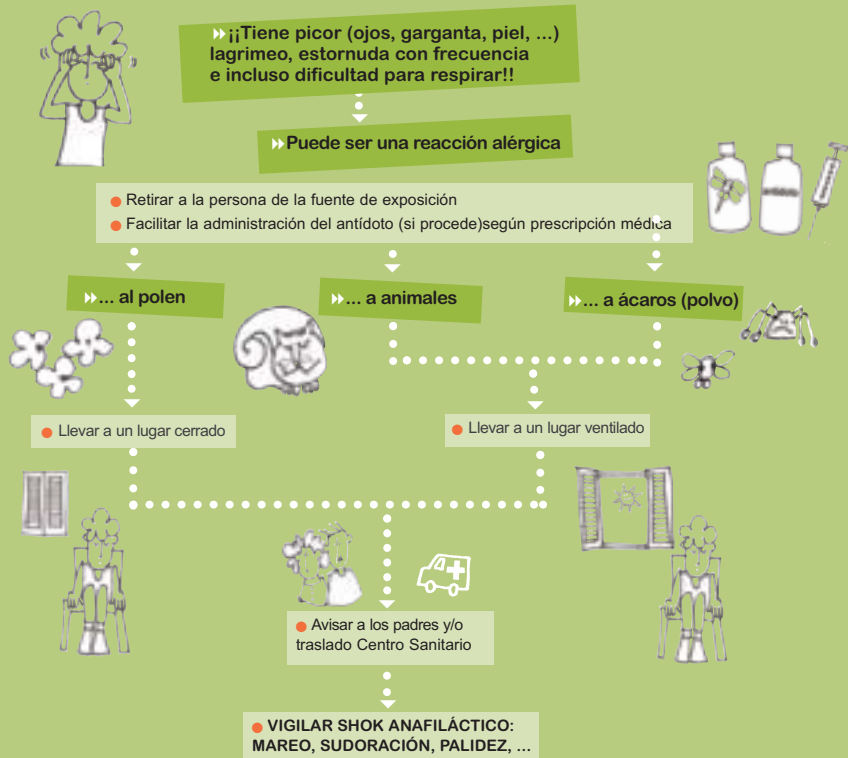 »¡¡Tiene picor (ojos, garganta, piel, ...)
lagrimeo, estornuda con frecuencia
e incluso dificultad para respirar!!
»Puede ser una reacción alérgica
● Retirar a la persona de la fuente de exposición
● Facilitar la administración del antídoto (si procede)según prescripción médica
»... al polen
»... a animales
»... a ácaros (polvo)
● Llevar a un lugar cerrado
● Llevar a un lugar ventilado
● Avisar a los padres y/o
traslado Centro Sanitario
● VIGILAR SHOK ANAFILÁCTICO:
MAREO, SUDORACIÓN, PALIDEZ, ...